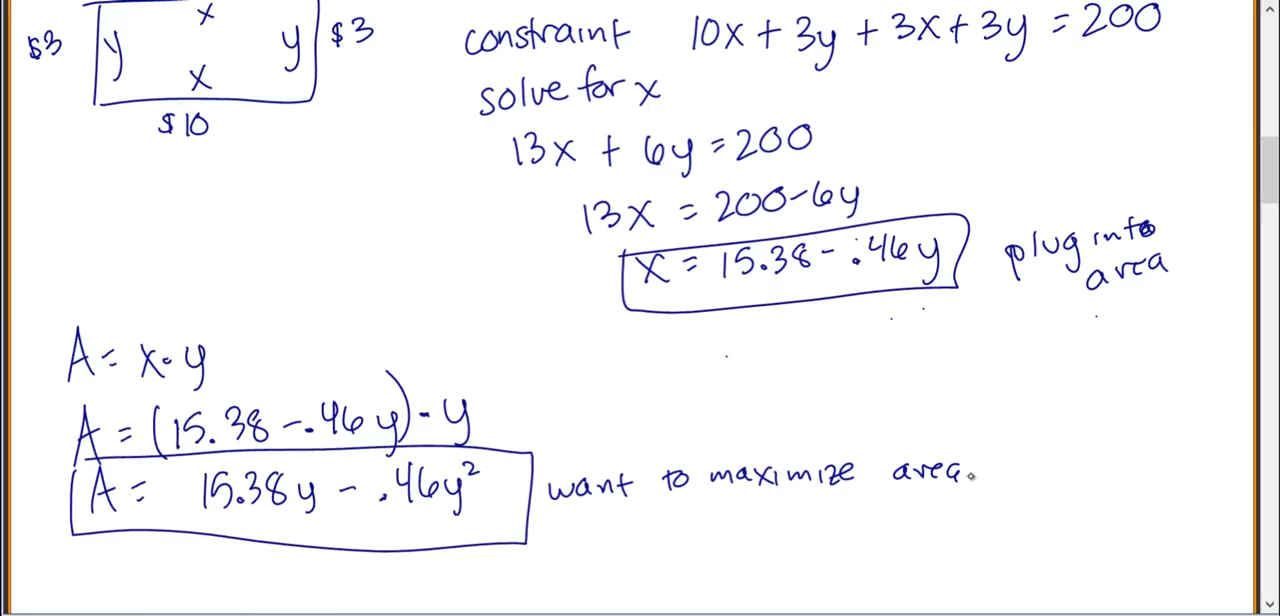 x
$3 y y $3
x
$10
constraint 10x + 3y + 3x + 3y = 200
solve for x
13x + 6y = 200
13x = 200 - 6y
x = 15.38 - .46y
plug into
area
A = x · y
A = (15.38 - .46y) · y
A = 15.38y - .46y²
want to maximize area.